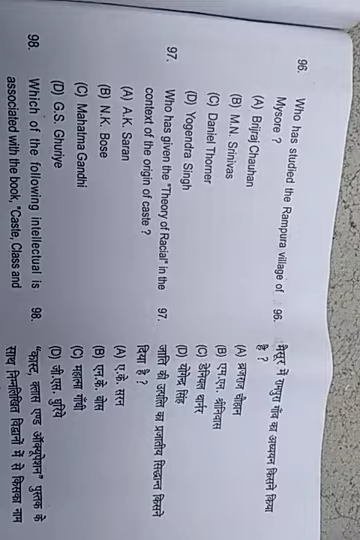 96. Who has studied the Rampura village of
Mysore ?
(A) Brijraj Chauhan
(B) M.N. Srinivas
(C) Daniel Thorner
(D) Yogendra Singh
97. Who has given the "Theory of Racial" in the
context of the origin of caste ?
(A) A.K. Saran
(B) N.K. Bose
(C) Mahatma Gandhi
(D) G.S. Ghuriye
98. Which of the following intellectual is
associated with the book, "Caste, Class and
96. मैसूर में रामपुरा गाँव का अध्ययन किसने किया
है ?
(A) ब्रजराज चौहान
(B) एम.एन. श्रीनिवास
(C) डेनियल थार्नर
(D) योगेन्द्र सिंह
97. जाति की उत्पत्ति का प्रजातीय सिद्धान्त किसने
दिया है ?
(A) ए.के. सरन
(B) एन.के. बोस
(C) महात्मा गाँधी
(D) जी.एस. घुरिये
98. "कास्ट, क्लास एण्ड ऑक्यूपेशन" पुस्तक के
साथ निम्नलिखित विद्वानों में से किसका नाम